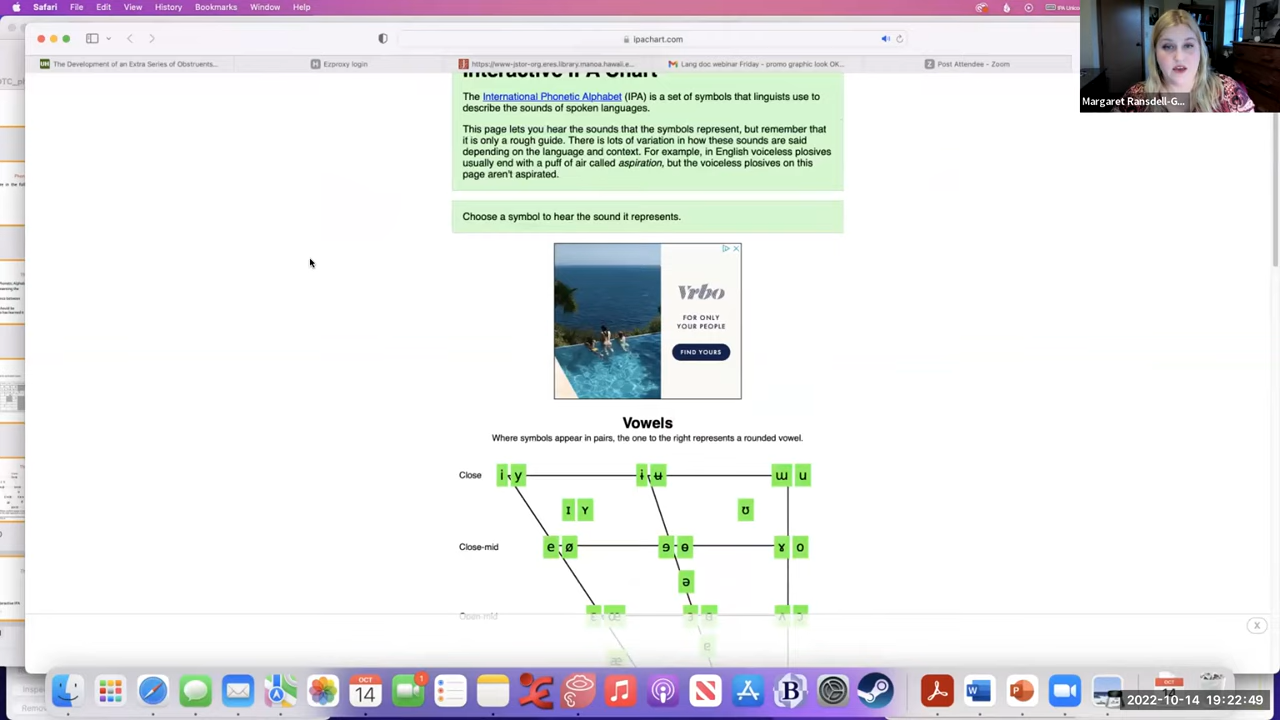 Safari File Edit View History Bookmarks Window Help
ipachart.com
The Development of an Extra Series of Obstruents... Ezproxy login https://www-jstor-org.eres.library.manoa.hawaii.e... Lang doc webinar Friday - promo graphic look OK... Post Attendee - Zoom
Margaret Ransdell-G...
Interactive IPA Chart
The International Phonetic Alphabet (IPA) is a set of symbols that linguists use to
describe the sounds of spoken languages.
This page lets you hear the sounds that the symbols represent, but remember that
it is only a rough guide. There is lots of variation in how these sounds are said
depending on the language and context. For example, in English voiceless plosives
usually end with a puff of air called aspiration, but the voiceless plosives on this
page aren't aspirated.
Choose a symbol to hear the sound it represents.
Vrbo
FOR ONLY
YOUR PEOPLE
FIND YOURS
Vowels
Where symbols appear in pairs, the one to the right represents a rounded vowel.
Close i y ɨ ʉ ɯ u
ɪ ʏ ʊ
Close-mid e ø ɘ ɵ ɤ o
ə
Open-mid ɛ œ ɜ ɞ ʌ ɔ
æ ɐ
X
OCT
14
1
2022-10-14 19:22:49